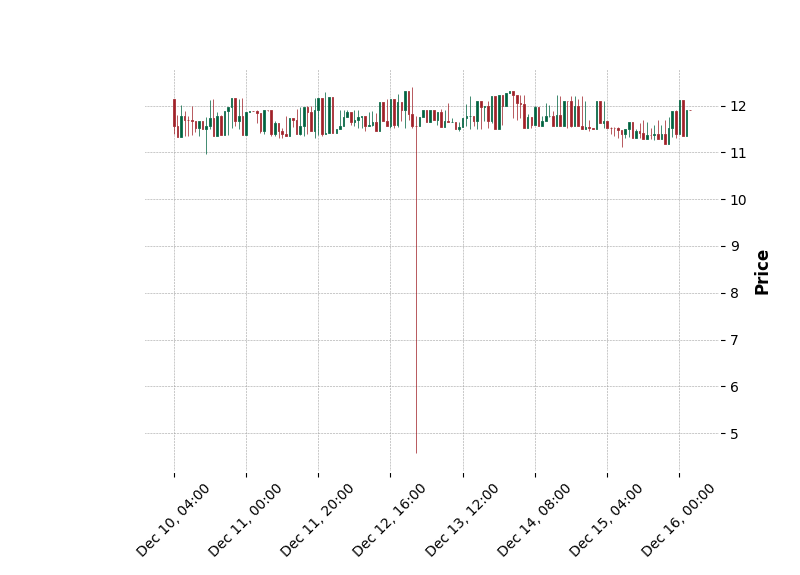 12
11
10
9
8
7
6
5
Price
Dec 10, 04:00
Dec 11, 00:00
Dec 11, 20:00
Dec 12, 16:00
Dec 13, 12:00
Dec 14, 08:00
Dec 15, 04:00
Dec 16, 00:00